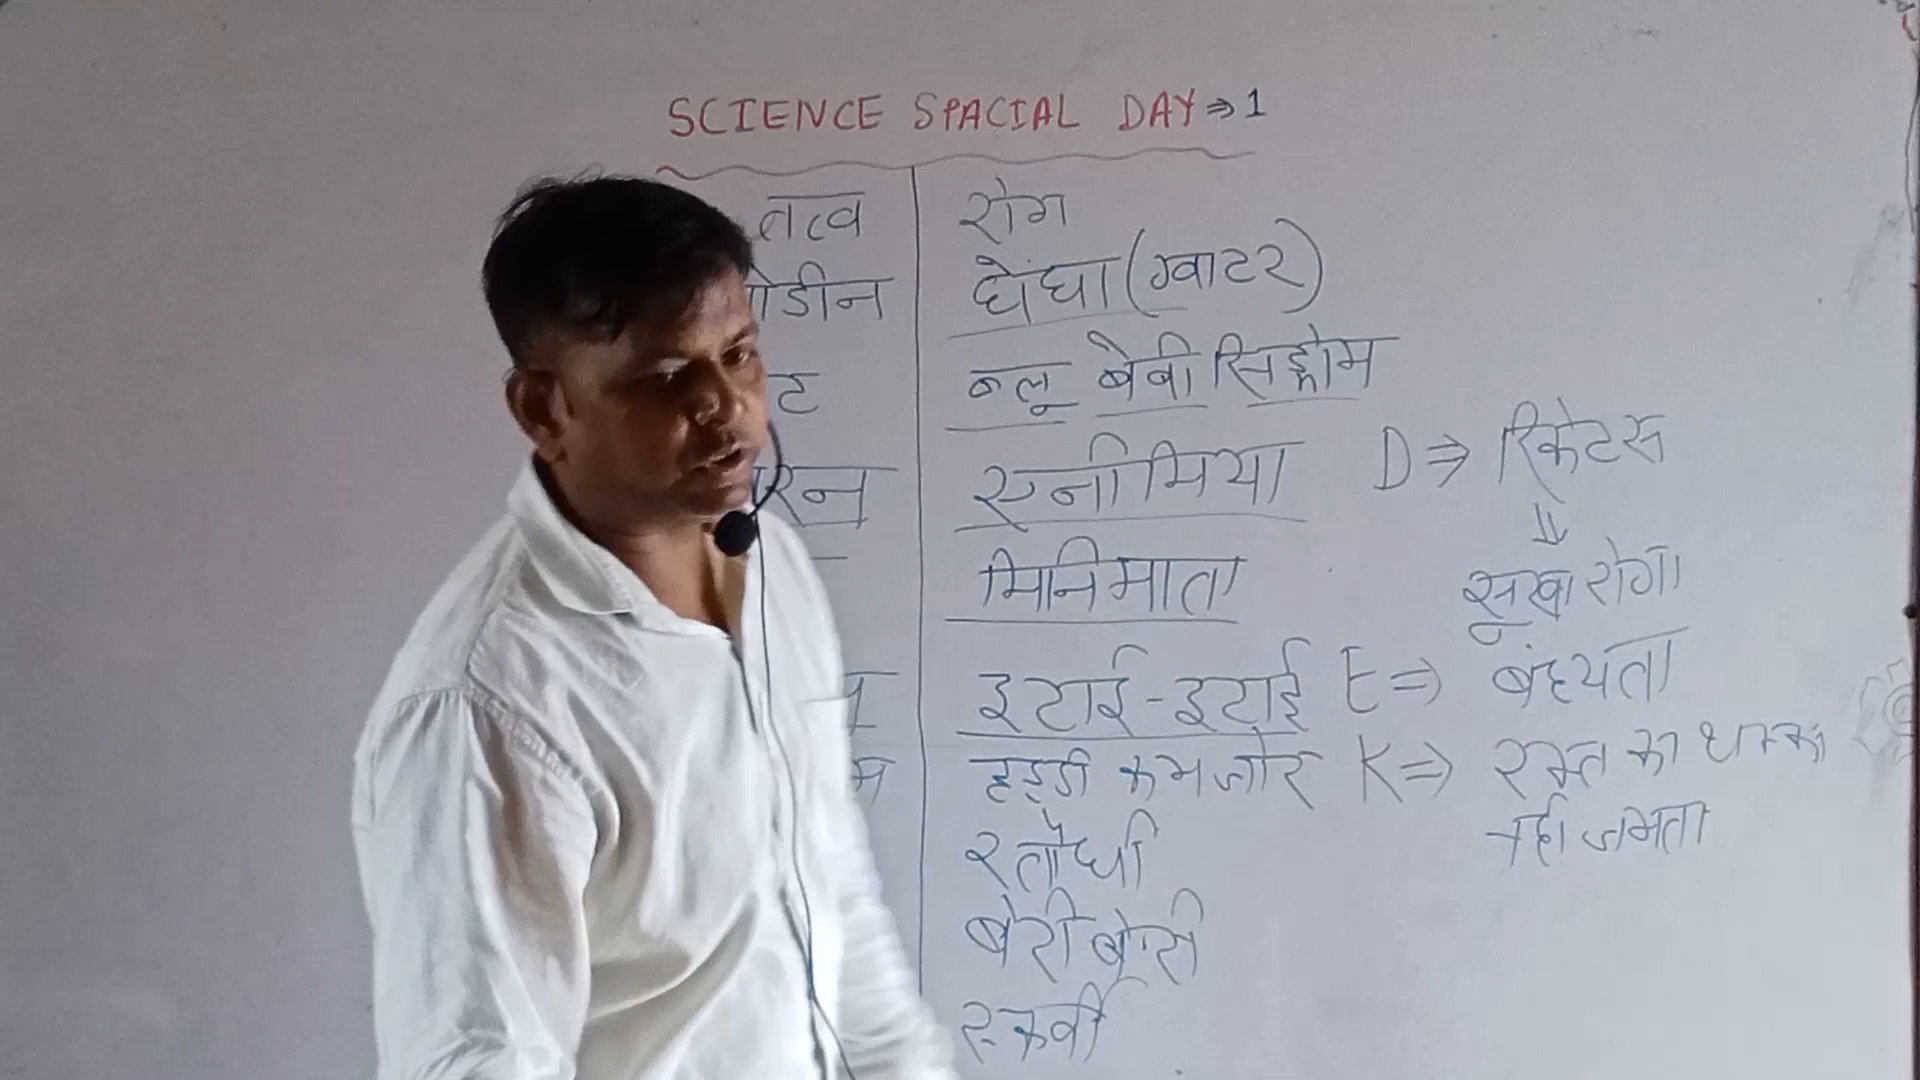 SCIENCE SPACIAL DAY ⇒ 1
तत्व रोग
ोडीन घेंघा (ग्वाटर)
ट ब्लू बेबी सिंड्रोम
रन एनीमिया D ⇒ रिकेटस
⇓
मिनिमाता सूखा रोग
इटाई-इटाई E ⇒ बंध्यता
हड्डी कमजोर K ⇒ रक्त का थक्का
नहीं जमता
रतौंधी
बेरी बेरी
स्कर्वी